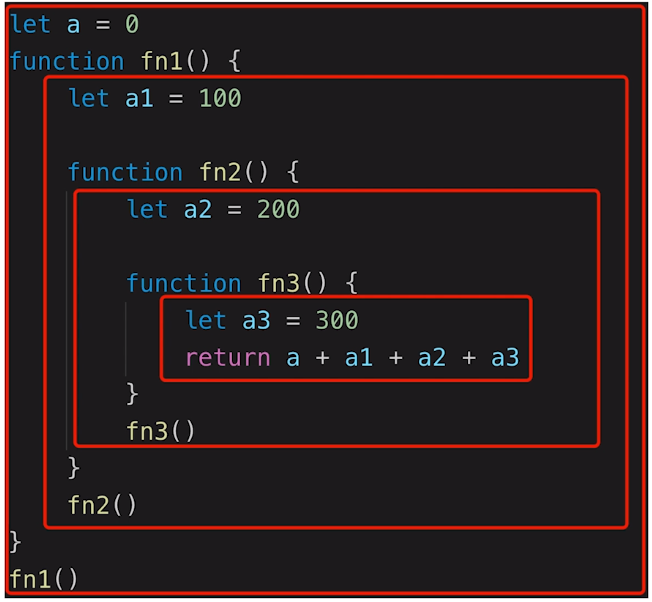 let a = 0
function fn1() {
let a1 = 100
function fn2() {
let a2 = 200
function fn3() {
let a3 = 300
return a + a1 + a2 + a3
}
fn3()
}
fn2()
}
fn1()